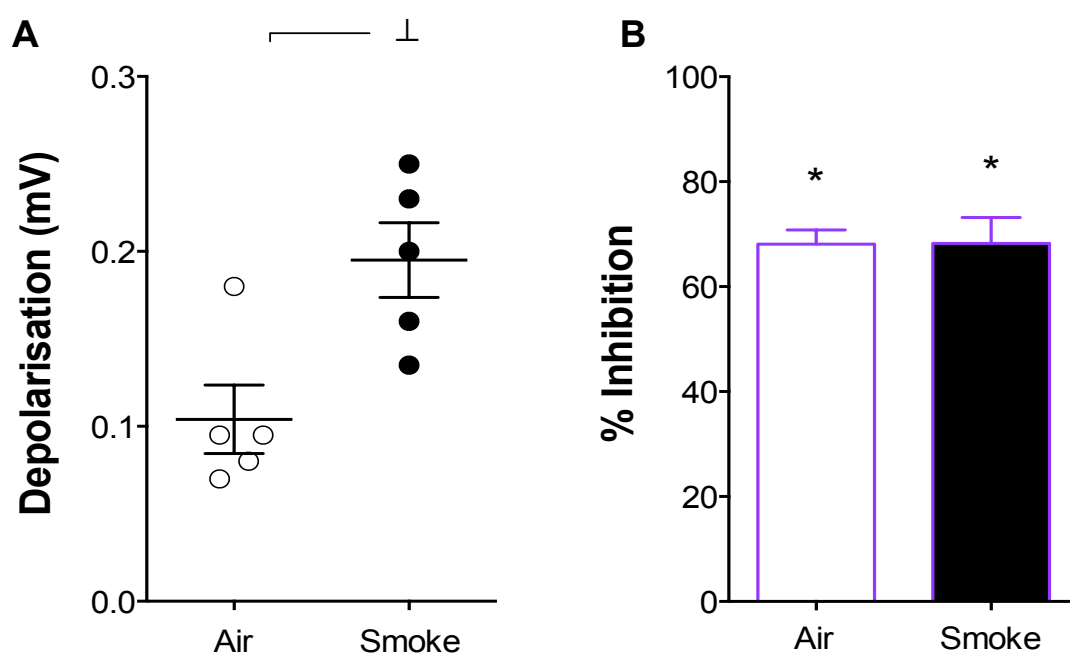 A
⊥
Depolarisation (mV)
0.3
0.2
0.1
0.0
Air
Smoke
B
% Inhibition
100
80
60
40
20
0
*
*
Air
Smoke